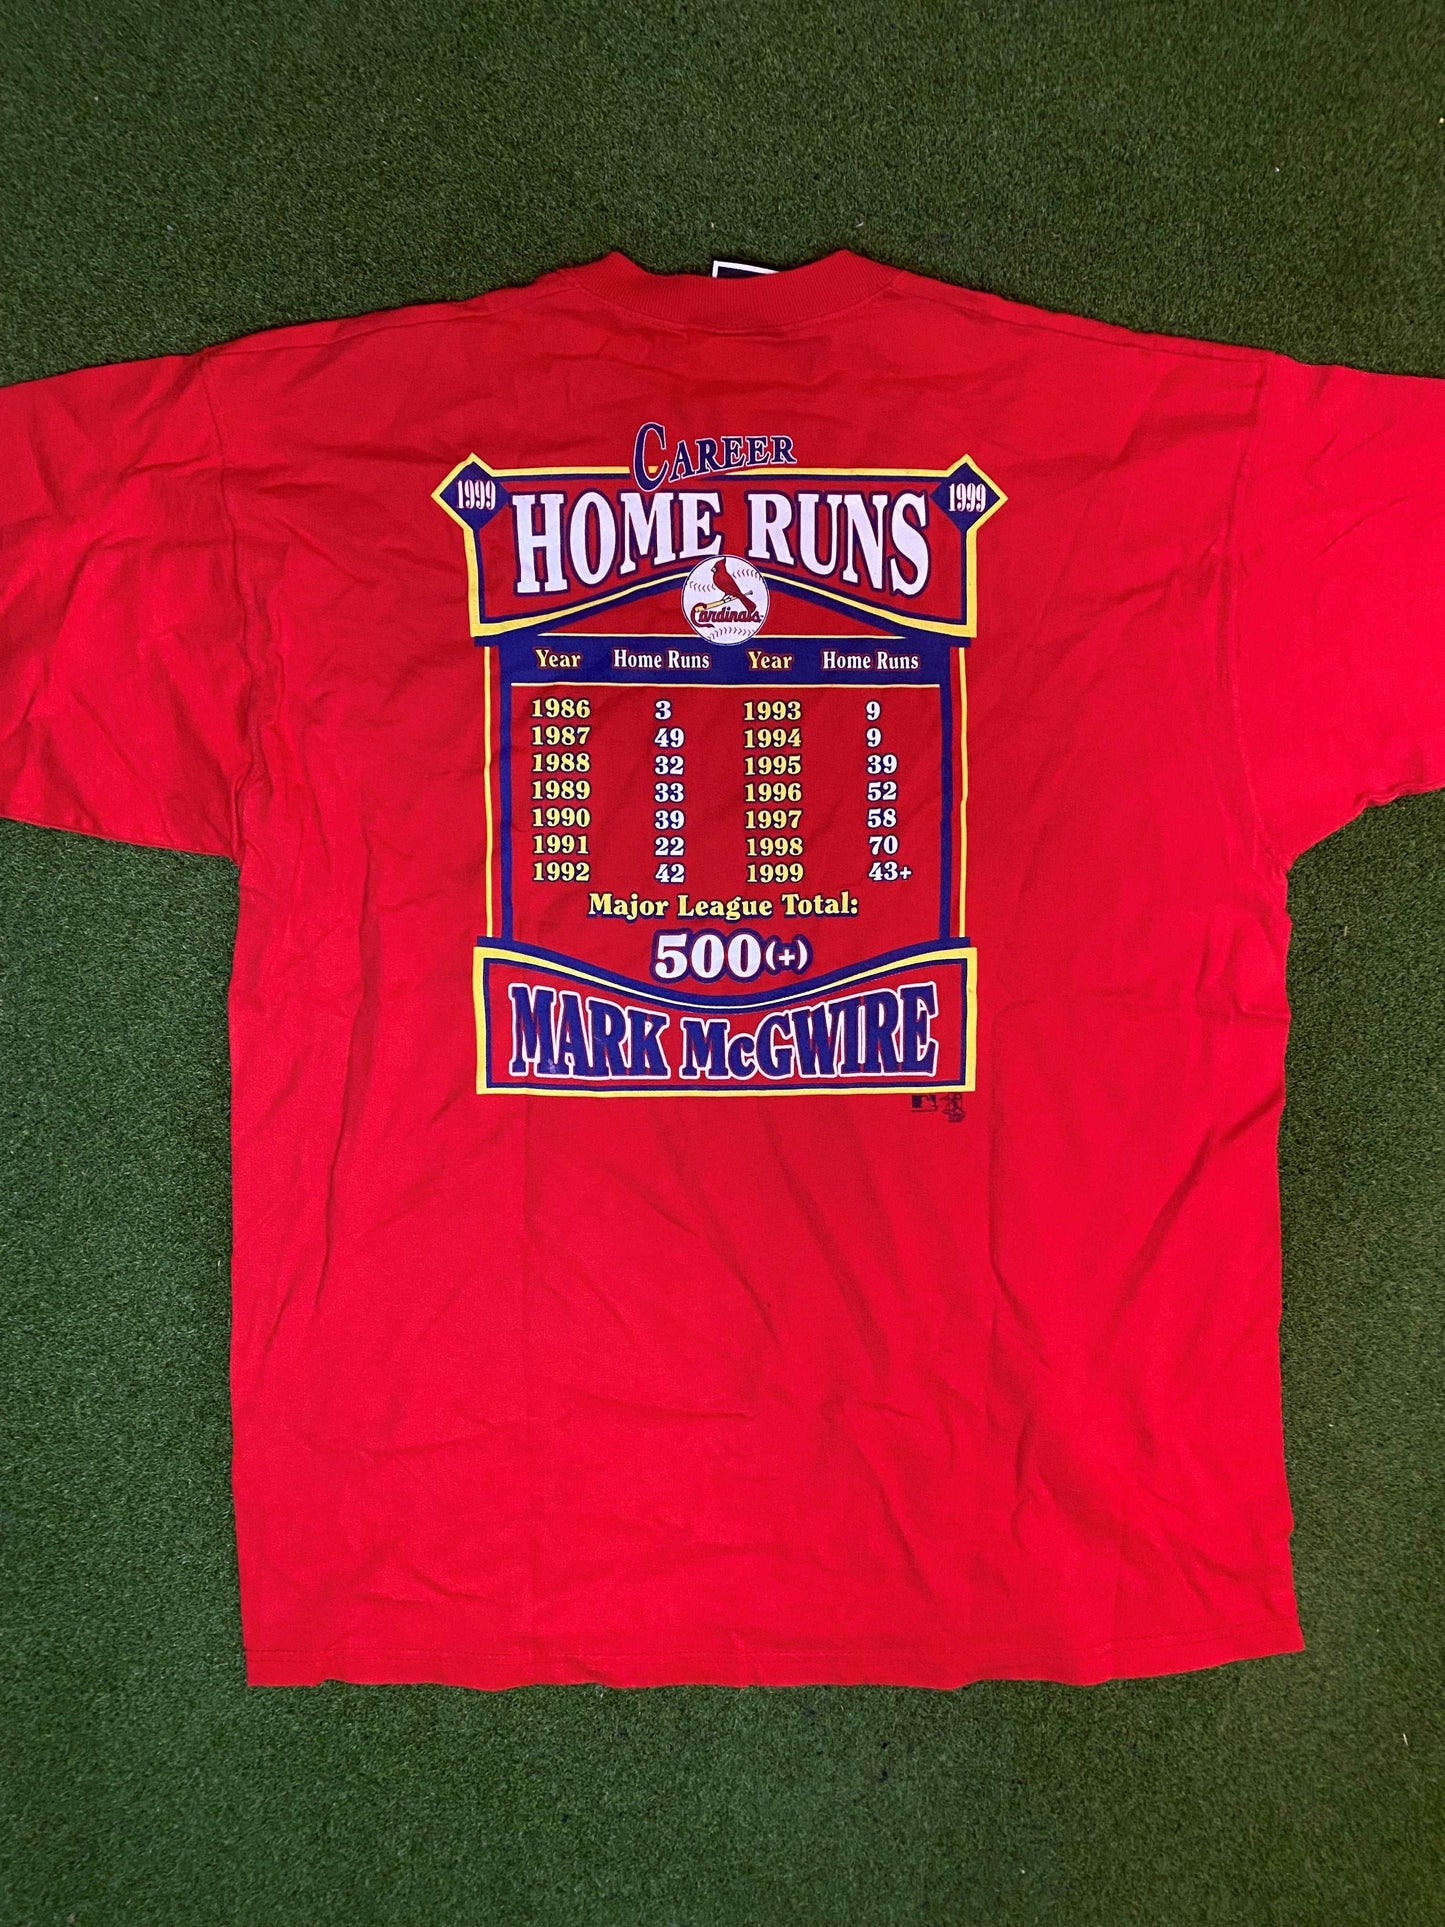 CAREER
1999 HOME RUNS 1999
Cardinals
Year Home Runs Year Home Runs
1986 3 1993 9
1987 49 1994 9
1988 32 1995 39
1989 33 1996 52
1990 39 1997 58
1991 22 1998 70
1992 42 1999 43+
Major League Total:
500(+)
MARK McGWIRE